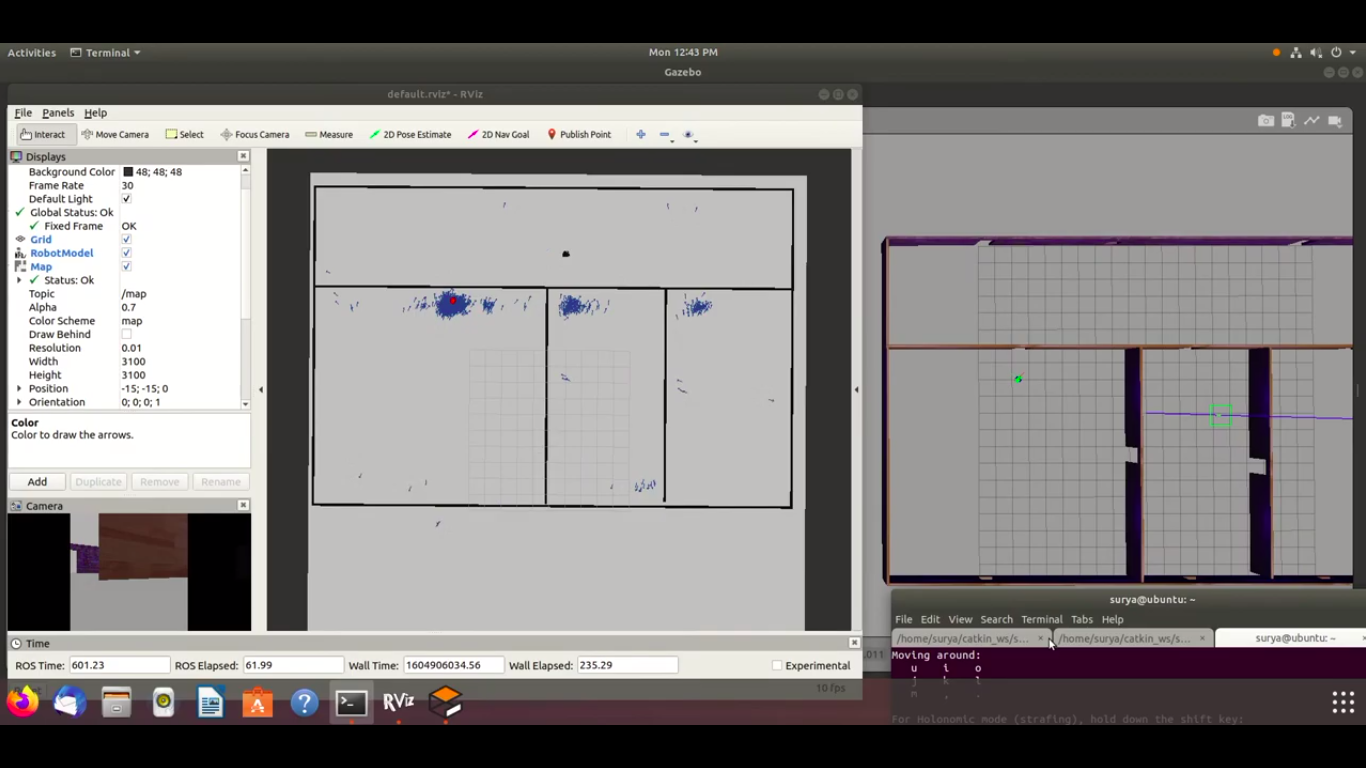 Activities Terminal Mon 12:43 PM
Gazebo
default.rviz* - RViz
File Panels Help
Interact Move Camera Select Focus Camera Measure 2D Pose Estimate 2D Nav Goal Publish Point
Displays
Background Color 48; 48; 48
Frame Rate 30
Default Light
Global Status: Ok
Fixed Frame OK
Grid
RobotModel
Map
Status: Ok
Topic /map
Alpha 0.7
Color Scheme map
Draw Behind
Resolution 0.01
Width 3100
Height 3100
Position -15; -15; 0
Orientation 0; 0; 0; 1
Color
Color to draw the arrows.
Add Duplicate Remove Rename
Camera
Time
ROS Time: 601.23 ROS Elapsed: 61.99 Wall Time: 1604906034.56 Wall Elapsed: 235.29 Experimental
10 fps
RViz
.011
surya@ubuntu: ~
File Edit View Search Terminal Tabs Help
/home/surya/catkin_ws/s... /home/surya/catkin_ws/s... surya@ubuntu: ~
Moving around:
u i o
j k l
m , .
For Holonomic mode (strafing), hold down the shift key: